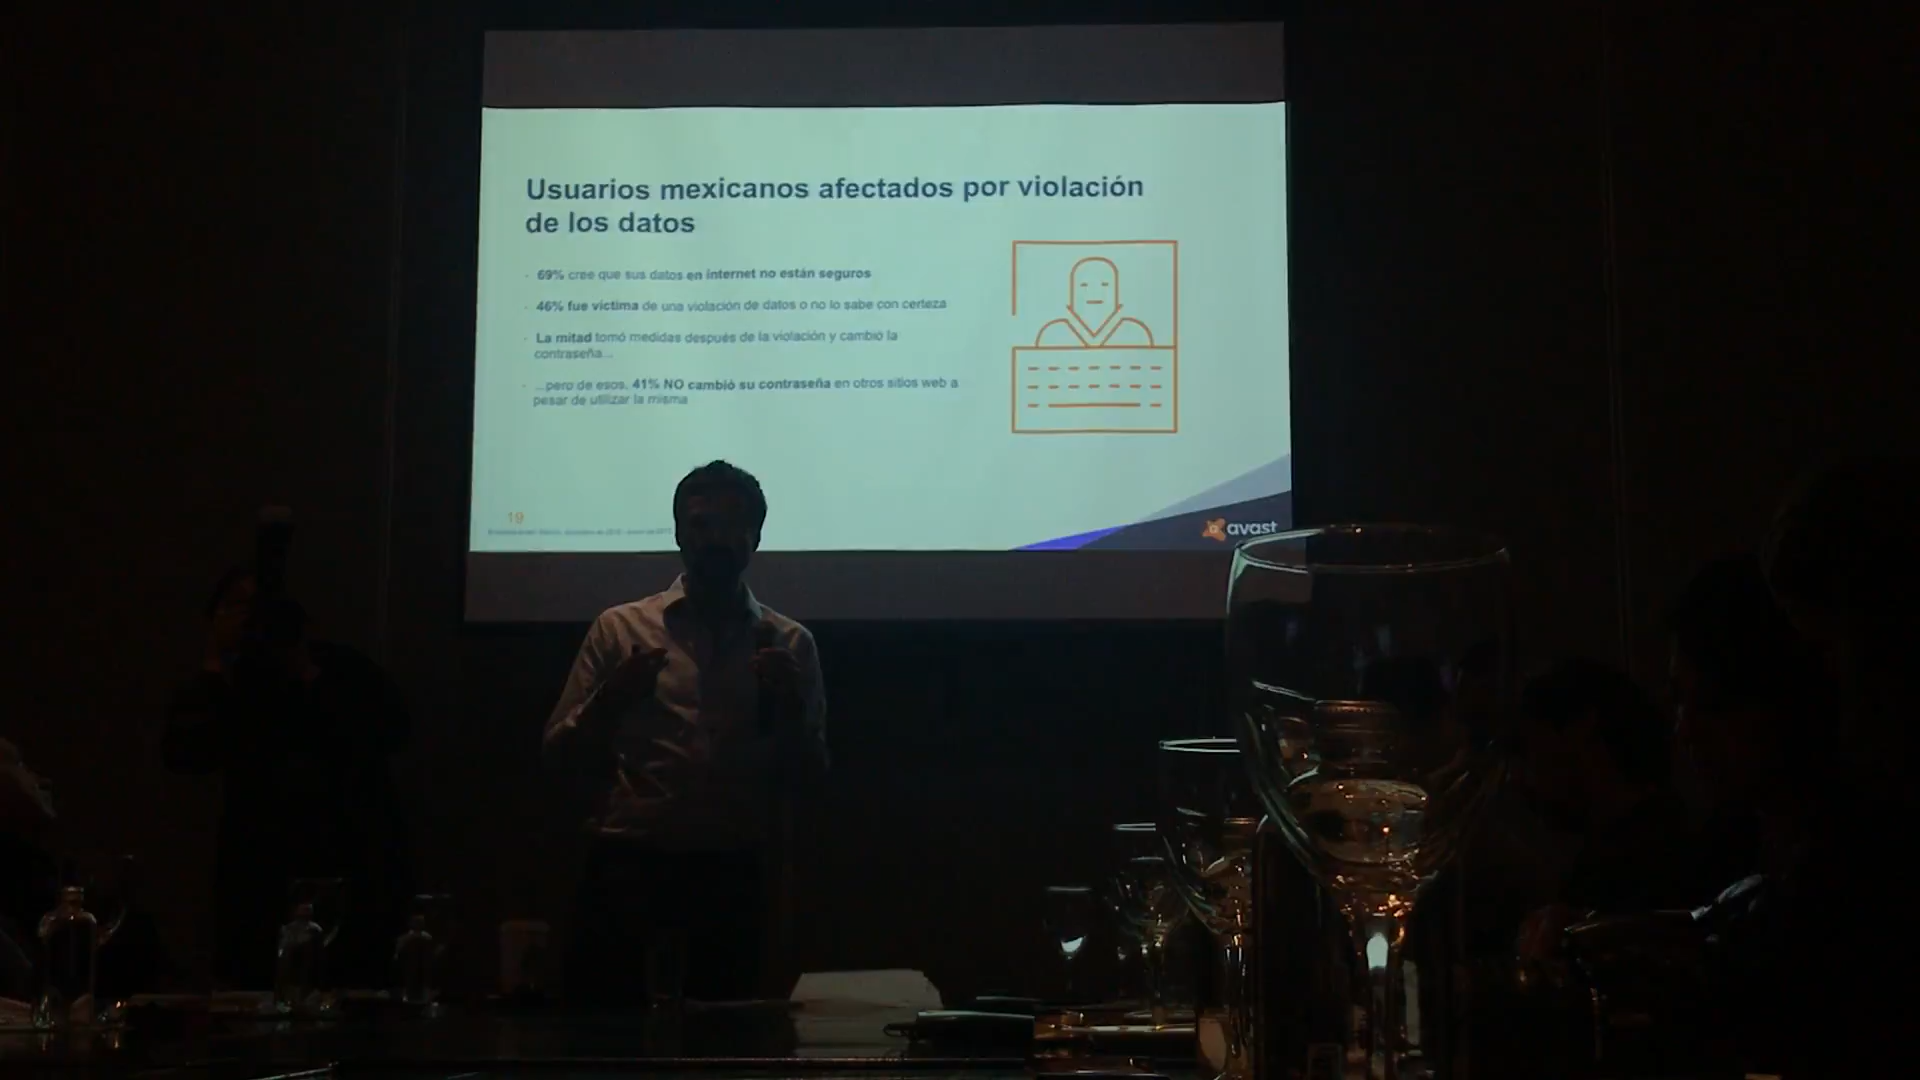 Usuarios mexicanos afectados por violación
de los datos
- 69% cree que sus datos en internet no están seguros
- 46% fue víctima de una violación de datos o no lo sabe con certeza
- La mitad tomó medidas después de la violación y cambió la
contraseña...
- ...pero de esos, 41% NO cambió su contraseña en otros sitios web a
pesar de utilizar la misma
19
avast